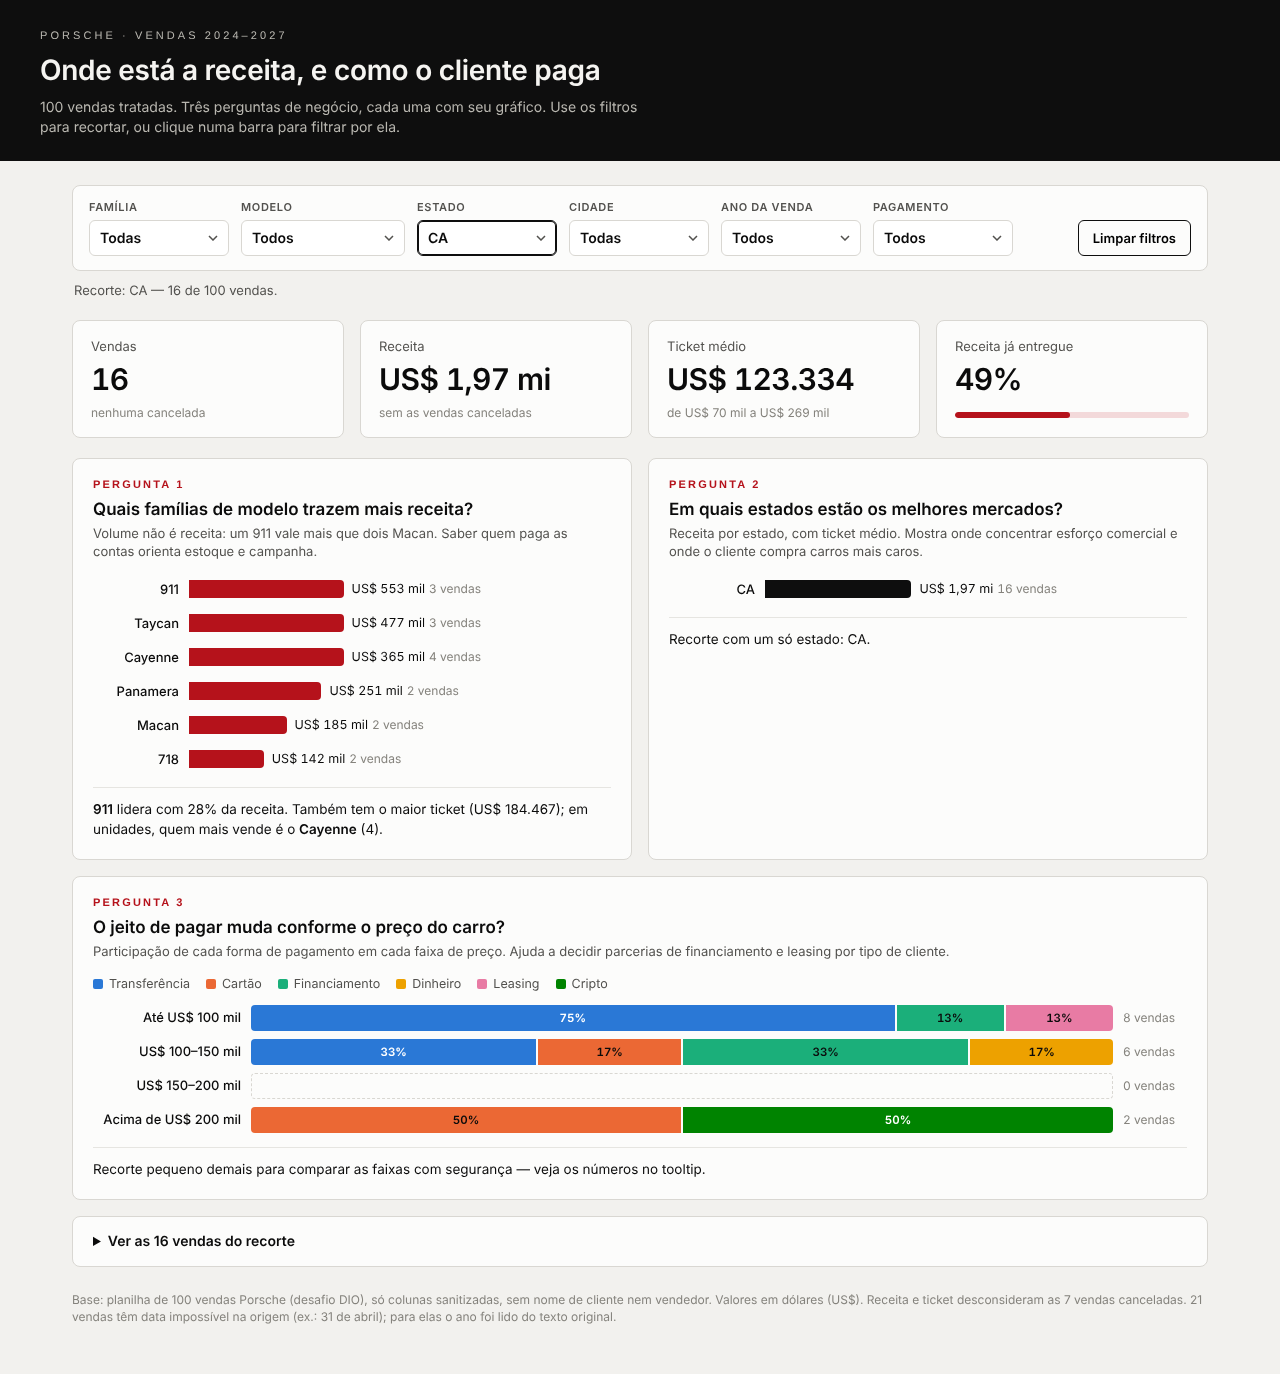 PORSCHE · VENDAS 2024–2027
Onde está a receita, e como o cliente paga
100 vendas tratadas. Três perguntas de negócio, cada uma com seu gráfico. Use os filtros
para recortar, ou clique numa barra para filtrar por ela.
FAMÍLIA MODELO ESTADO CIDADE ANO DA VENDA PAGAMENTO
Todas Todos CA Todas Todos Todos Limpar filtros
Recorte: CA — 16 de 100 vendas.
Vendas
16
nenhuma cancelada
Receita
US$ 1,97 mi
sem as vendas canceladas
Ticket médio
US$ 123.334
de US$ 70 mil a US$ 269 mil
Receita já entregue
49%
PERGUNTA 1
Quais famílias de modelo trazem mais receita?
Volume não é receita: um 911 vale mais que dois Macan. Saber quem paga as
contas orienta estoque e campanha.
911 US$ 553 mil 3 vendas
Taycan US$ 477 mil 3 vendas
Cayenne US$ 365 mil 4 vendas
Panamera US$ 251 mil 2 vendas
Macan US$ 185 mil 2 vendas
718 US$ 142 mil 2 vendas
911 lidera com 28% da receita. Também tem o maior ticket (US$ 184.467); em
unidades, quem mais vende é o Cayenne (4).
PERGUNTA 2
Em quais estados estão os melhores mercados?
Receita por estado, com ticket médio. Mostra onde concentrar esforço comercial e
onde o cliente compra carros mais caros.
CA US$ 1,97 mi 16 vendas
Recorte com um só estado: CA.
PERGUNTA 3
O jeito de pagar muda conforme o preço do carro?
Participação de cada forma de pagamento em cada faixa de preço. Ajuda a decidir parcerias de financiamento e leasing por tipo de cliente.
Transferência Cartão Financiamento Dinheiro Leasing Cripto
Até US$ 100 mil 75% 13% 13% 8 vendas
US$ 100–150 mil 33% 17% 33% 17% 6 vendas
US$ 150–200 mil 0 vendas
Acima de US$ 200 mil 50% 50% 2 vendas
Recorte pequeno demais para comparar as faixas com segurança — veja os números no tooltip.
Ver as 16 vendas do recorte
Base: planilha de 100 vendas Porsche (desafio DIO), só colunas sanitizadas, sem nome de cliente nem vendedor. Valores em dólares (US$). Receita e ticket desconsideram as 7 vendas canceladas. 21
vendas têm data impossível na origem (ex.: 31 de abril); para elas o ano foi lido do texto original.